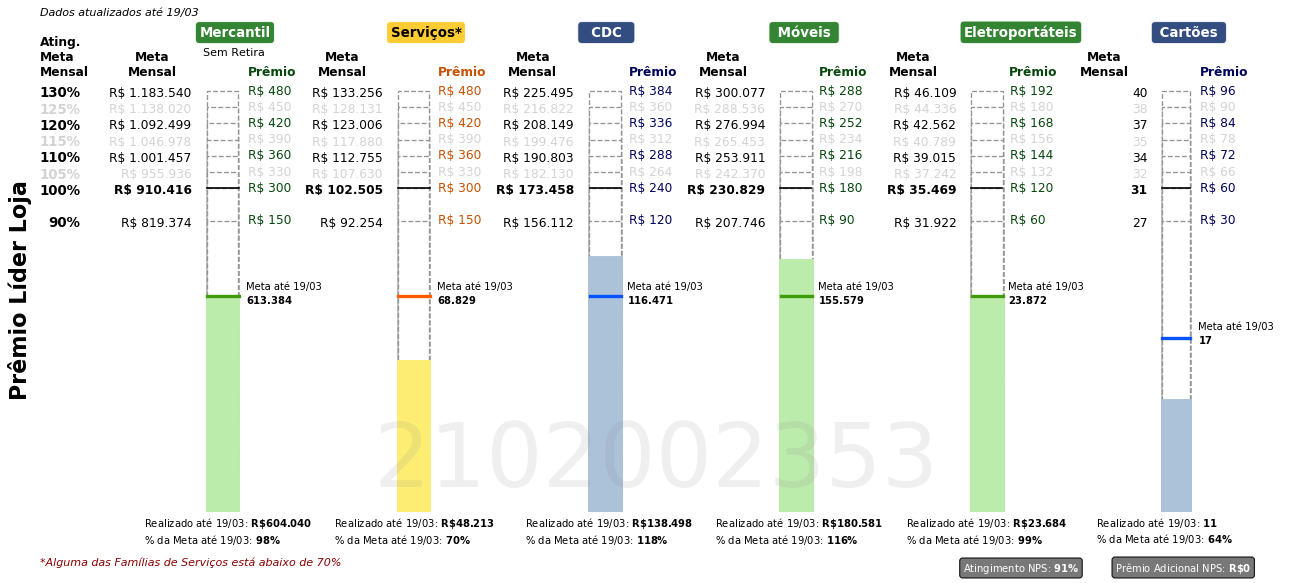 Dados atualizados até 19/03
Mercantil Serviços* CDC Móveis Eletroportáteis Cartões
Sem Retira
Ating. Meta Mensal
Meta Mensal Prêmio Meta Mensal Prêmio Meta Mensal Prêmio Meta Mensal Prêmio Meta Mensal Prêmio Meta Mensal Prêmio
130% R$ 1.183.540 R$ 480 R$ 133.256 R$ 480 R$ 225.495 R$ 384 R$ 300.077 R$ 288 R$ 46.109 R$ 192 40 R$ 96
125% R$ 1.138.020 R$ 450 R$ 128.131 R$ 450 R$ 216.822 R$ 360 R$ 288.536 R$ 270 R$ 44.336 R$ 180 38 R$ 90
120% R$ 1.092.499 R$ 420 R$ 123.006 R$ 420 R$ 208.149 R$ 336 R$ 276.994 R$ 252 R$ 42.562 R$ 168 37 R$ 84
115% R$ 1.046.978 R$ 390 R$ 117.880 R$ 390 R$ 199.476 R$ 312 R$ 265.453 R$ 234 R$ 40.789 R$ 156 35 R$ 78
110% R$ 1.001.457 R$ 360 R$ 112.755 R$ 360 R$ 190.803 R$ 288 R$ 253.911 R$ 216 R$ 39.015 R$ 144 34 R$ 72
105% R$ 955.936 R$ 330 R$ 107.630 R$ 330 R$ 182.130 R$ 264 R$ 242.370 R$ 198 R$ 37.242 R$ 132 32 R$ 66
100% R$ 910.416 R$ 300 R$ 102.505 R$ 300 R$ 173.458 R$ 240 R$ 230.829 R$ 180 R$ 35.469 R$ 120 31 R$ 60
90% R$ 819.374 R$ 150 R$ 92.254 R$ 150 R$ 156.112 R$ 120 R$ 207.746 R$ 90 R$ 31.922 R$ 60 27 R$ 30
Prêmio Líder Loja
Meta até 19/03 Meta até 19/03 Meta até 19/03 Meta até 19/03 Meta até 19/03
613.384 68.829 116.471 155.579 23.872
Meta até 19/03
17
2102002353
Realizado até 19/03: R$604.040 Realizado até 19/03: R$48.213 Realizado até 19/03: R$138.498 Realizado até 19/03: R$180.581 Realizado até 19/03: R$23.684 Realizado até 19/03: 11
% da Meta até 19/03: 98% % da Meta até 19/03: 70% % da Meta até 19/03: 118% % da Meta até 19/03: 116% % da Meta até 19/03: 99% % da Meta até 19/03: 64%
*Alguma das Famílias de Serviços está abaixo de 70%
Atingimento NPS: 91% Prêmio Adicional NPS: R$0